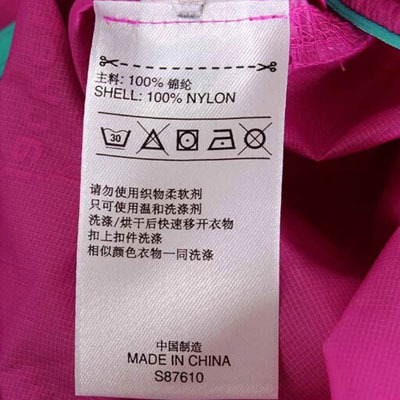 主料: 100% 锦纶
SHELL: 100% NYLON
30
请勿使用织物柔软剂
只可使用温和洗涤剂
洗涤/烘干后快速移开衣物
扣上扣件洗涤
相似颜色衣物一同洗涤
中国制造
MADE IN CHINA
S87610